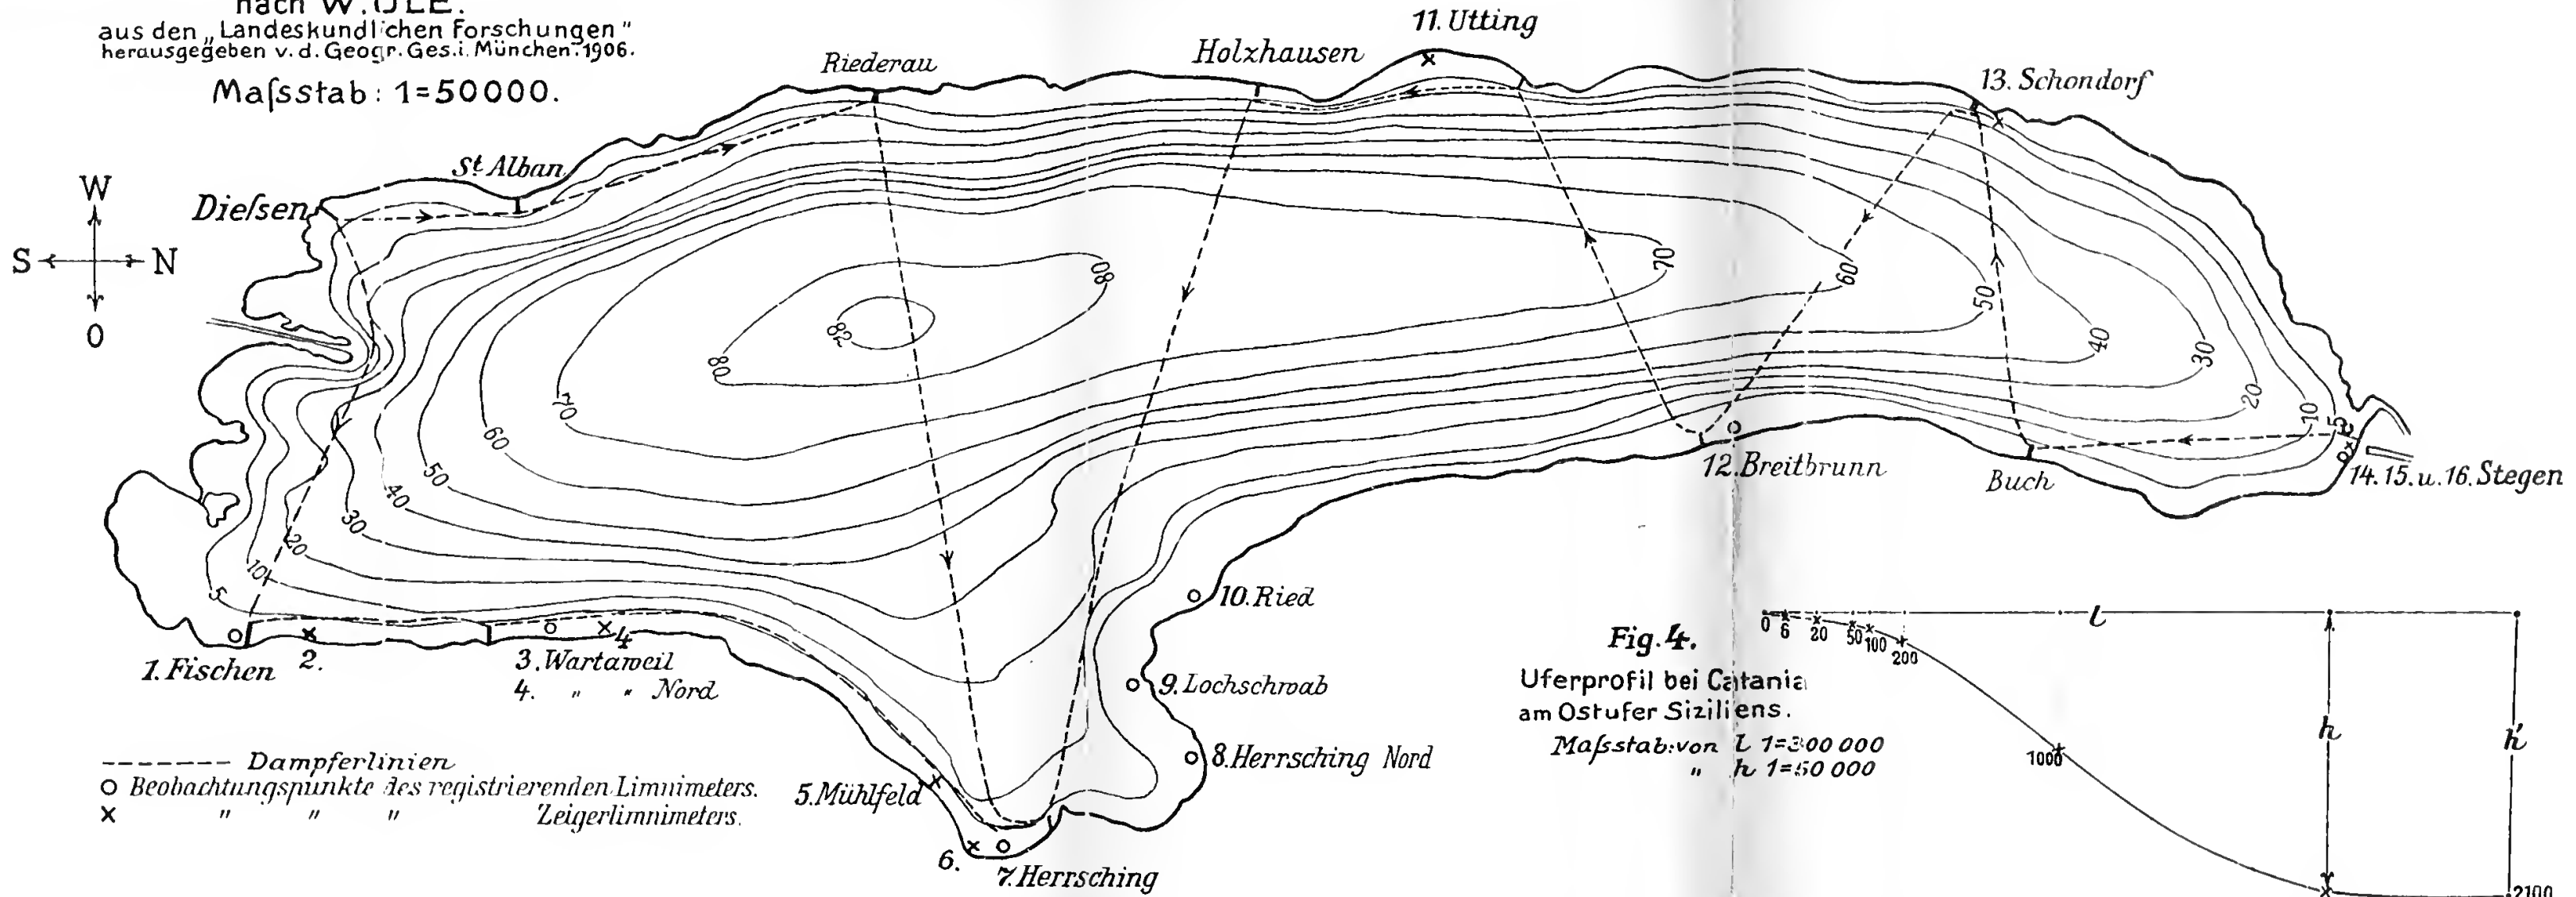 nach W. ULE.
aus den „Landeskundlichen Forschungen"
herausgegeben v. d. Geogr. Ges. i. München. 1906.
Maſsstab: 1=50000.
W
S N
O
Dieſsen
St. Alban
Riederau
Holzhausen
11. Utting
13. Schondorf
80
82
80
70
70
60
60
50
50
40
40
30
30
20
20
10
10
5
5
1. Fischen
2.
3. Wartaweil
4
4. " " Nord
5. Mühlfeld
6.
7. Herrsching
8. Herrsching Nord
9. Lochschwab
10. Ried
12. Breitbrunn
Buch
14. 15. u. 16. Stegen
------- Dampferlinien
o Beobachtungspunkte des registrierenden Limnimeters.
x " " " Zeigerlimnimeters.
Fig. 4.
Uferprofil bei Catania
am Ostufer Siziliens.
Maſsstab: von l 1=300 000
" h 1=50 000
0 6 20 50 100 200
l
1000
h
h'
2100